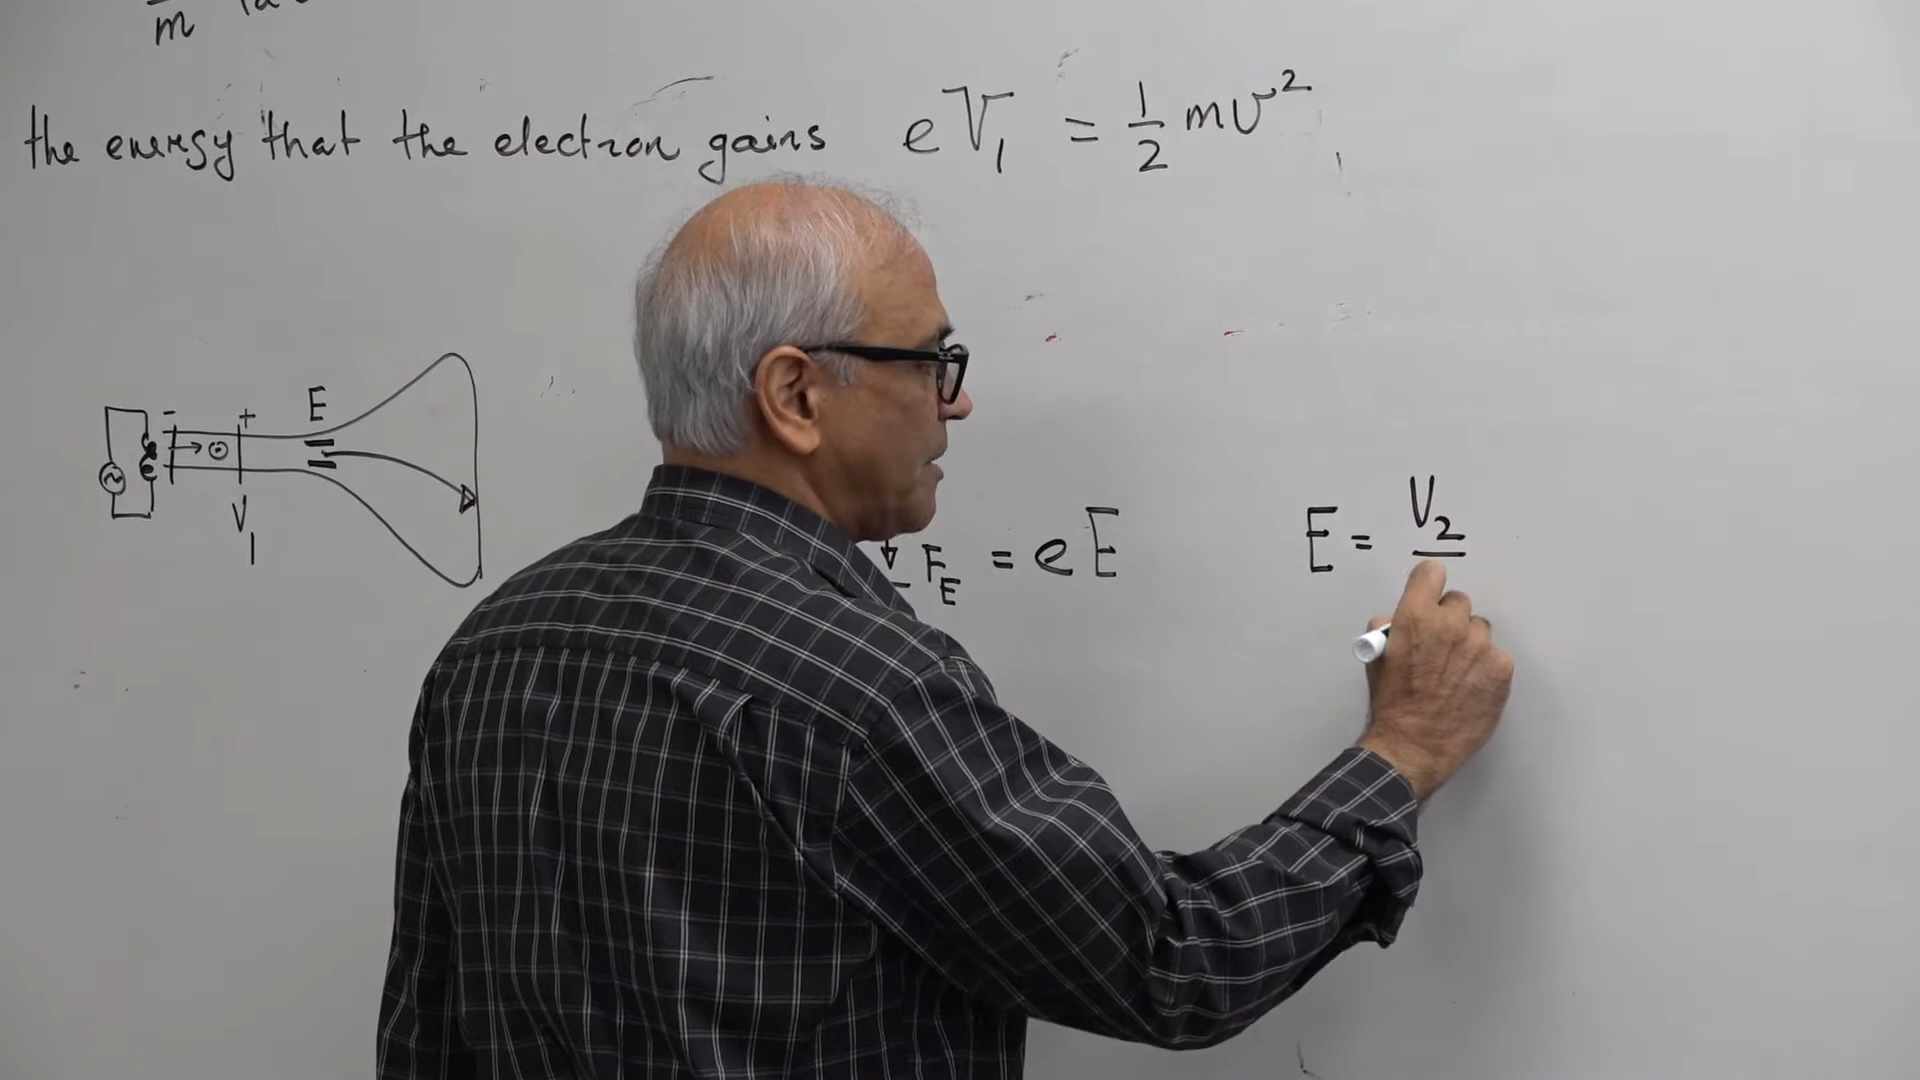 m
the energy that the electron gains eV₁ = 1/2 mv²
- + E
V₁
F_E = eE E = V₂